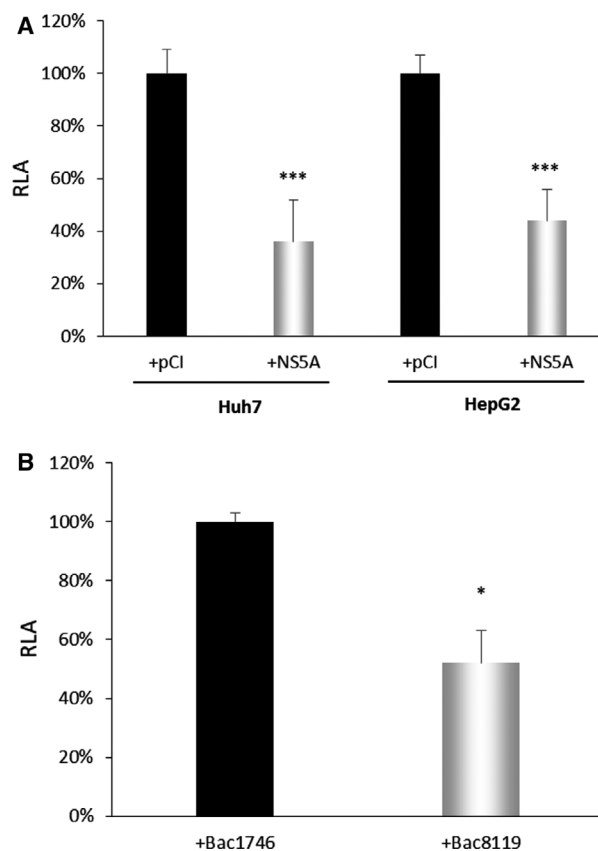 A
120%
100%
80%
60%
40%
20%
0%
RLA
***
***
+pCI +NS5A +pCI +NS5A
Huh7 HepG2
B
120%
100%
80%
60%
40%
20%
0%
RLA
*
+Bac1746 +Bac8119